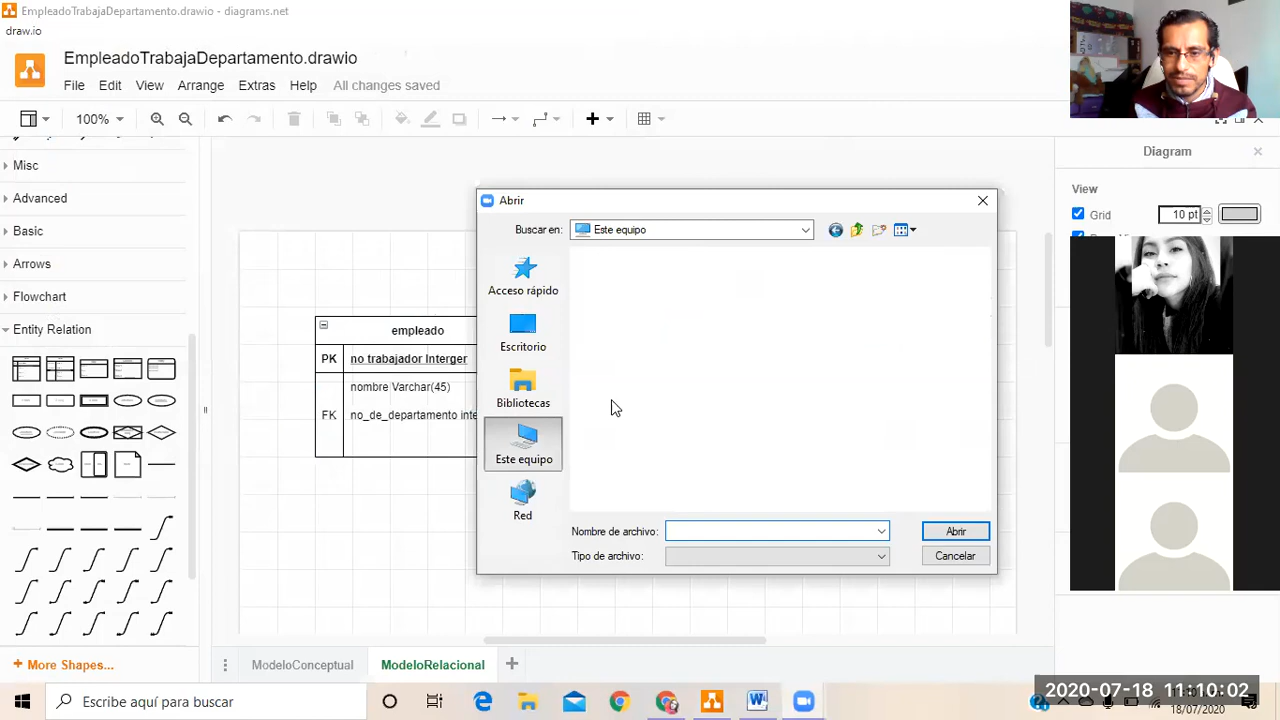 EmpleadoTrabajaDepartamento.drawio - diagrams.net
draw.io
EmpleadoTrabajaDepartamento.drawio
File Edit View Arrange Extras Help All changes saved
100%
Misc
Advanced
Basic
Arrows
Flowchart
Entity Relation
More Shapes...
empleado
PK no trabajador Interger
nombre Varchar(45)
FK no_de_departamento inte
Abrir
Buscar en: Este equipo
Acceso rápido
Escritorio
Bibliotecas
Este equipo
Red
Nombre de archivo: Abrir
Tipo de archivo: Cancelar
Diagram
View
Grid 10 pt
ModeloConceptual ModeloRelacional
Escribe aquí para buscar
2020-07-18 11:10:02
18/07/2020